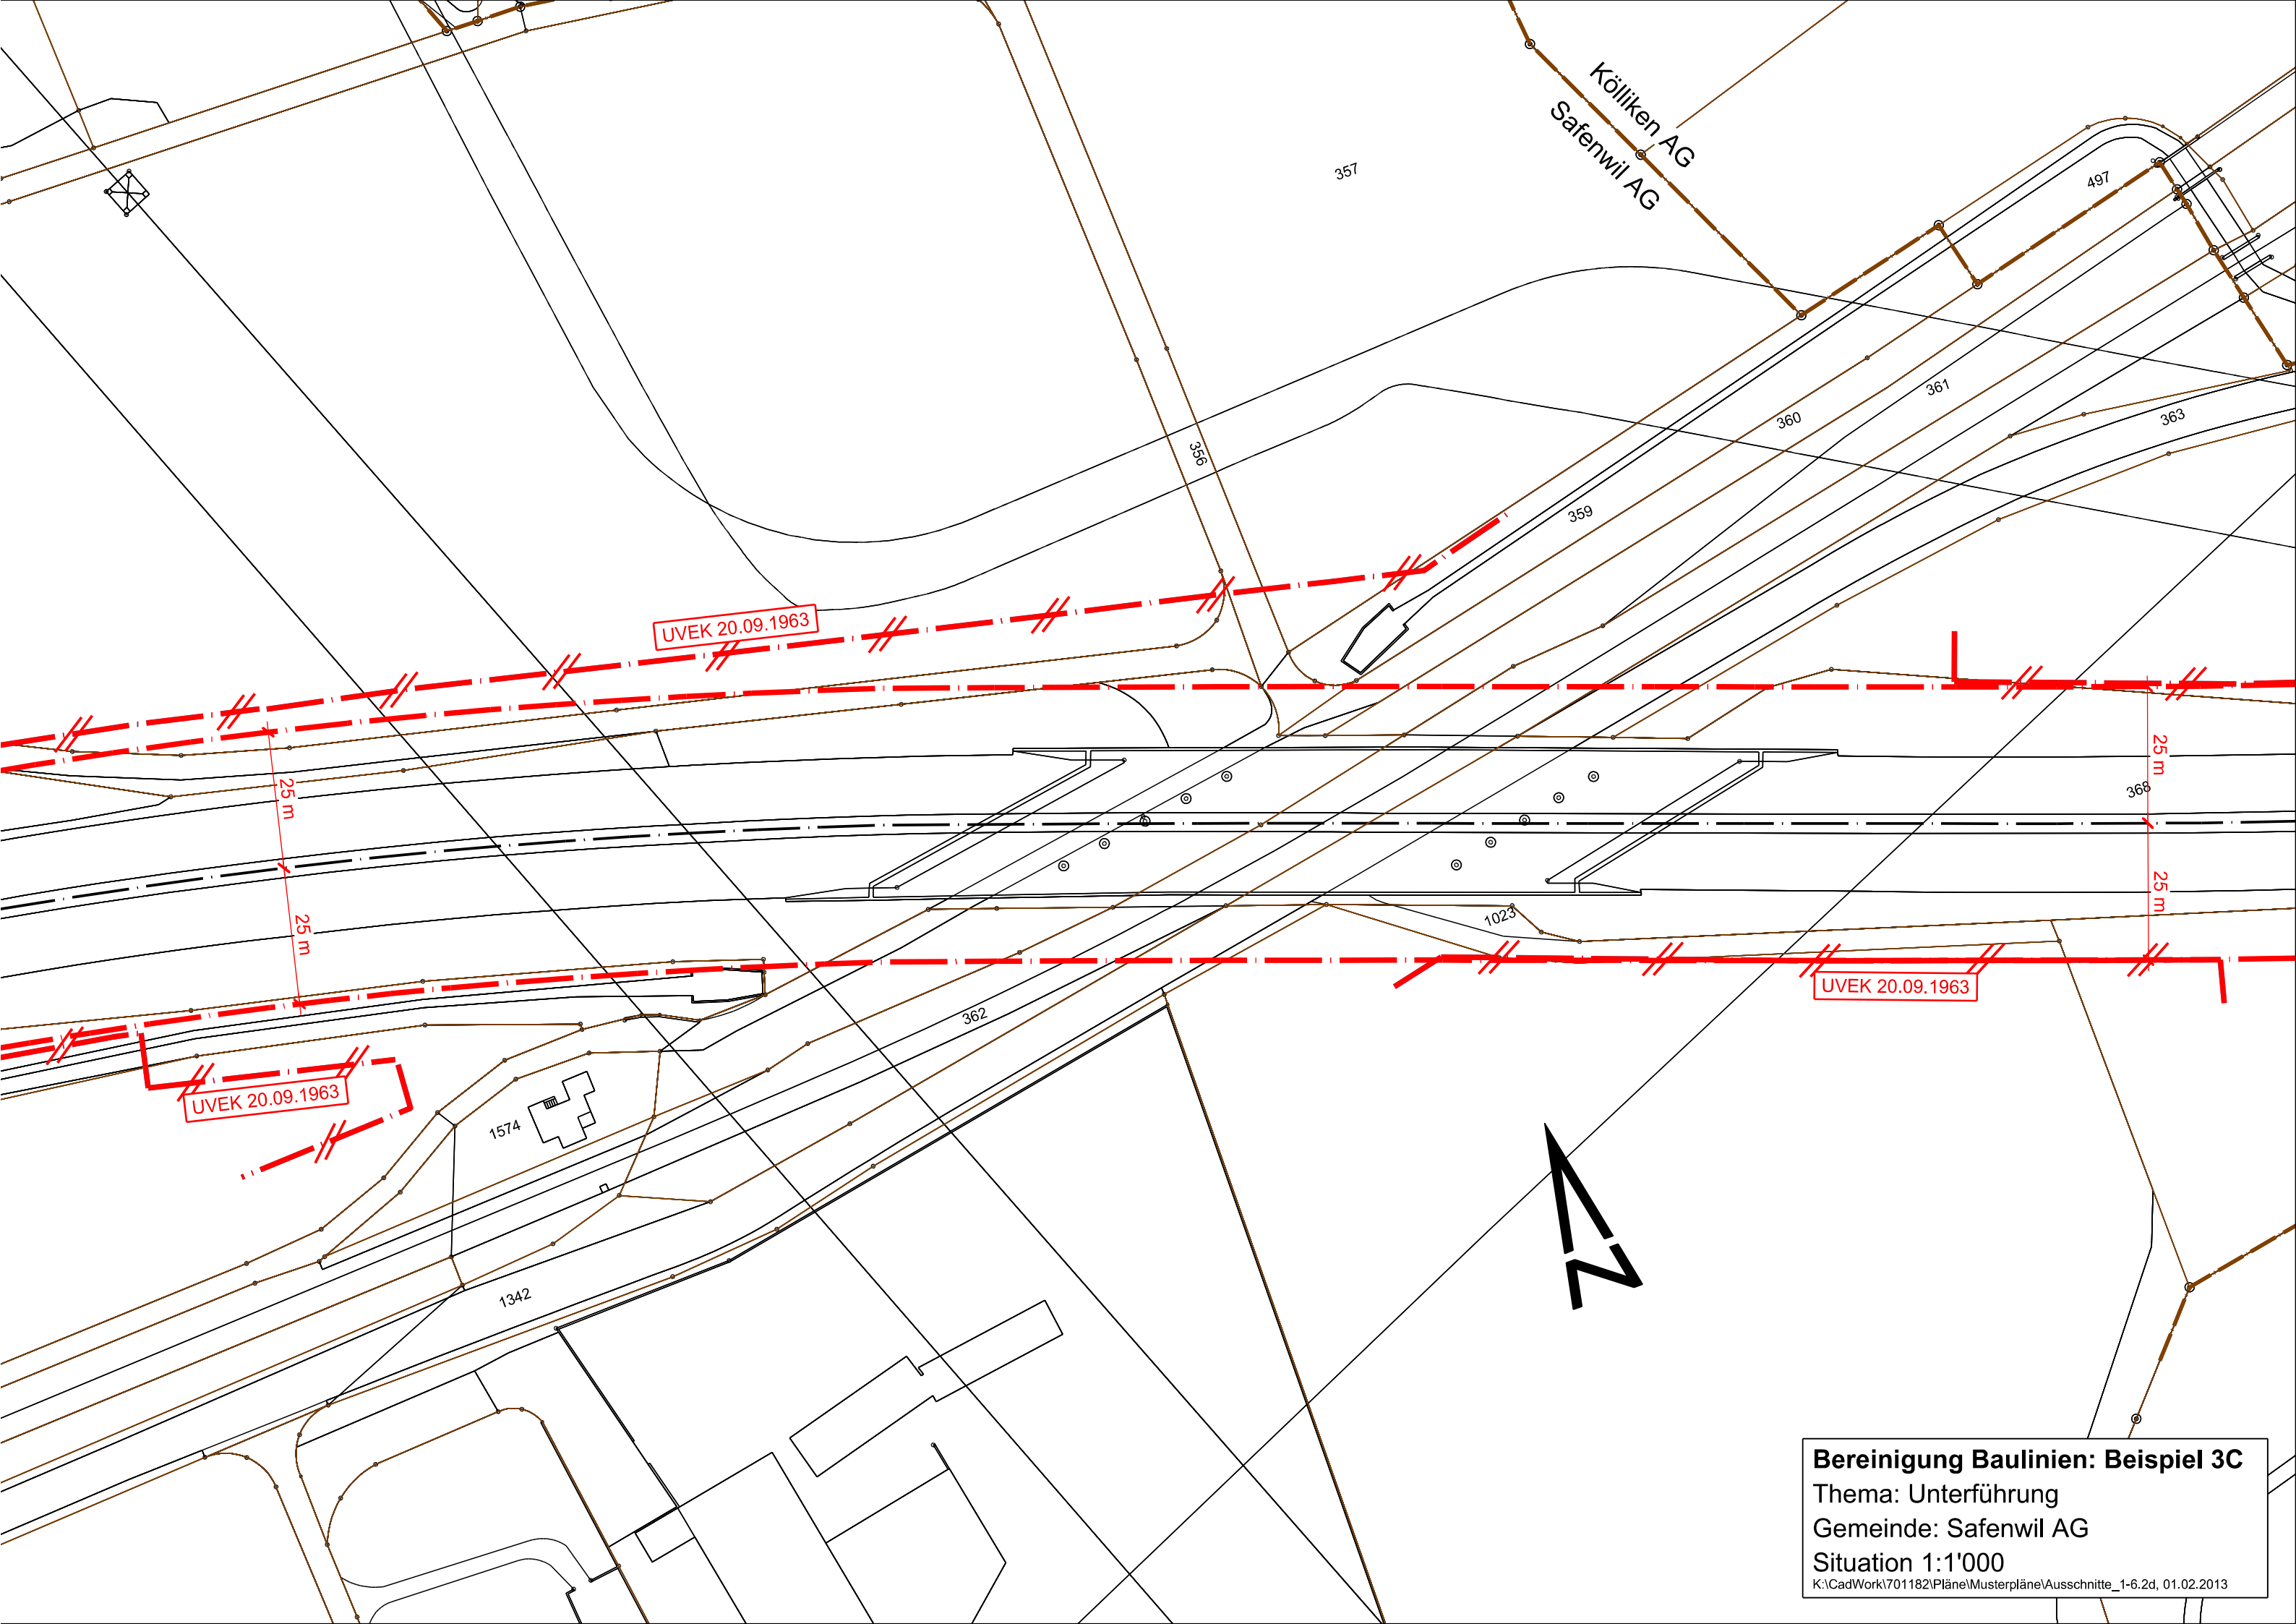 Kölliken AG
Safenwil AG
357
497
361
360
363
356
359
UVEK 20.09.1963
25 m
25 m
368
25 m
25 m
1023
UVEK 20.09.1963
362
UVEK 20.09.1963
1574
1342
N
Bereinigung Baulinien: Beispiel 3C
Thema: Unterführung
Gemeinde: Safenwil AG
Situation 1:1'000
K:\CadWork\701182\Pläne\Musterpläne\Ausschnitte_1-6.2d, 01.02.2013